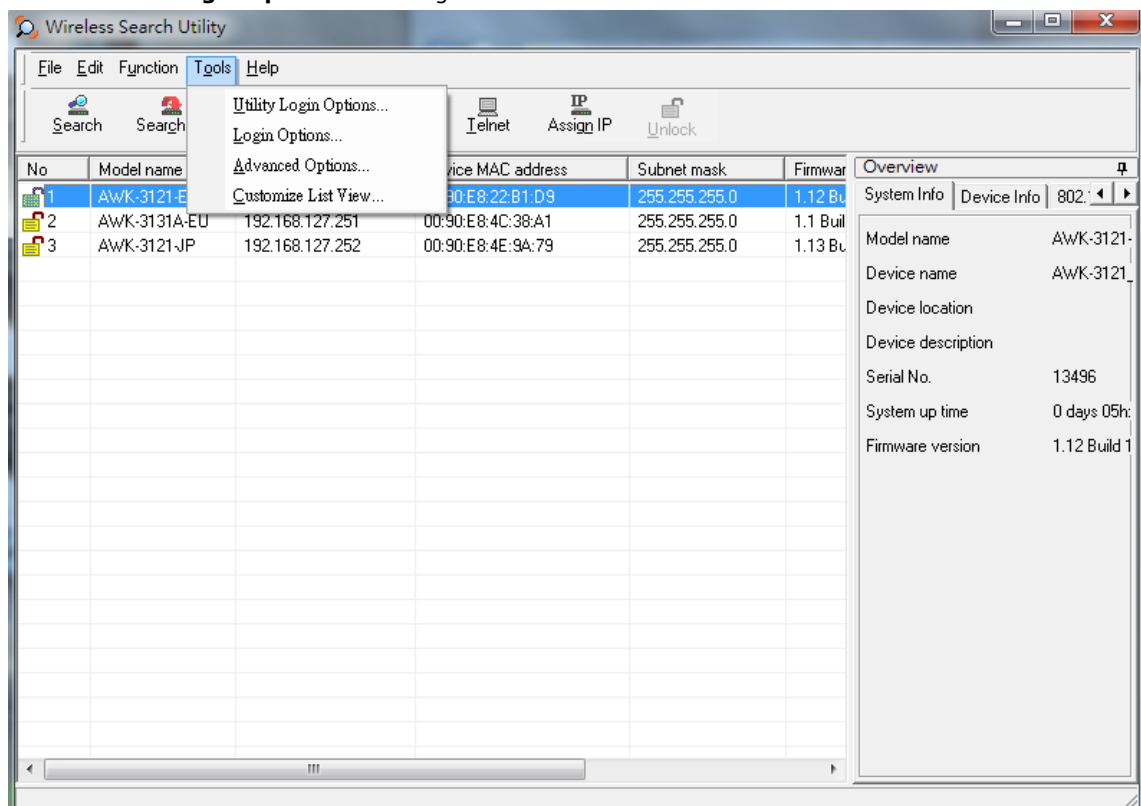 Wireless Search Utility
File Edit Function Tools Help
Search Search Telnet Assign IP Unlock
Utility Login Options...
Login Options...
Advanced Options...
Customize List View...
No Model name vice MAC address Subnet mask Firmwar
1 AWK-3121-E 90:E8:22:B1:D9 255.255.255.0 1.12 Bu
2 AWK-3131A-EU 192.168.127.251 00:90:E8:4C:38:A1 255.255.255.0 1.1 Buil
3 AWK-3121-JP 192.168.127.252 00:90:E8:4E:9A:79 255.255.255.0 1.13 Bu
Overview
System Info Device Info 802.
Model name AWK-3121-
Device name AWK-3121_
Device location
Device description
Serial No. 13496
System up time 0 days 05h:
Firmware version 1.12 Build 1